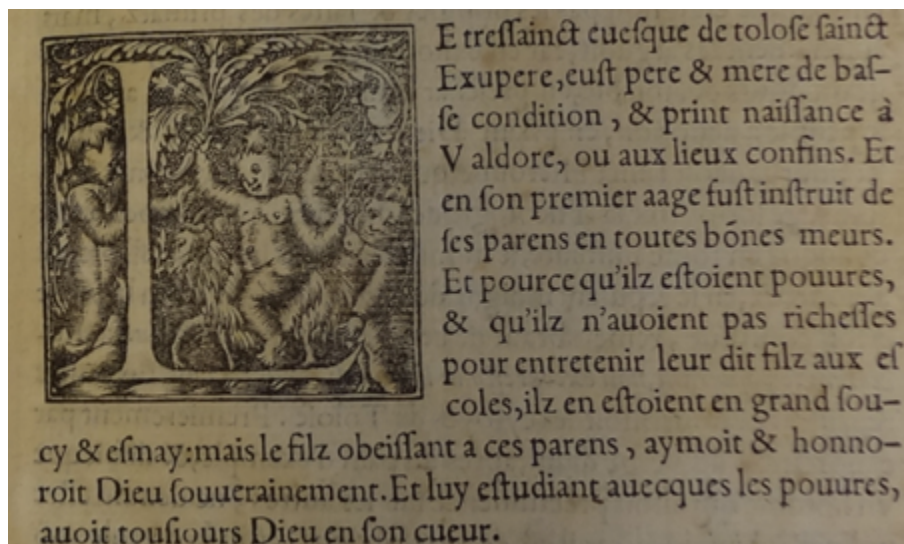 LE treſſainct eueſque de toloſe ſainct
Exupere,euſt pere & mere de baſ-
ſe condition , & print naiſſance à
V aldore, ou aux lieux confins. Et
en ſon premier aage fuſt inſtruit de
ſes parens en toutes bónes meurs.
Et pource qu'ilz eſtoient pouures,
& qu'ilz n'auoient pas richeſſes
pour entretenir leur dit filz aux eſ
coles,ilz en eſtoient en grand ſou-
cy & eſmay:mais le filz obeiſſant a ces parens , aymoit & honno-
roit Dieu ſouuerainement.Et luy eſtudiant auecques les pouures,
auoit touſiours Dieu en ſon cueur.